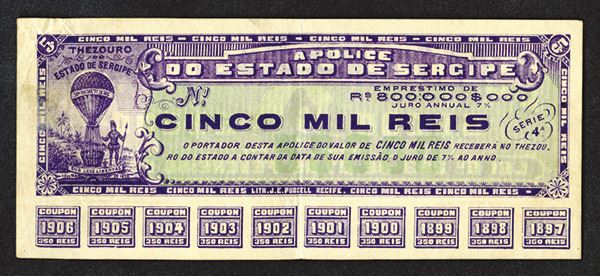 CINCO MIL REIS - CINCO MIL REIS - CINCO MIL REIS
THEZOURO
DO
ESTADO DE SERGIPE
5
5
APOLICE
DO ESTADO DE SERGIPE
EMPRESTIMO DE
Rs 800:000$000
JURO ANNUAL 7%
Nº
CINCO MIL REIS
SERIE
4ª
O PORTADOR DESTA APOLICE DO VALOR DE CINCO MIL REIS RECEBERA NO THEZOU.
RO DO ESTADO A CONTAR DA DATA DE SUA EMISSÃO, O JURO DE 7% AO ANNO.
CINCO MIL REIS
CINCO MIL REIS
CINCO MIL REIS CINCO MIL REIS LITH. J.E. PURCELL RECIFE. CINCO MIL REIS CINCO MIL REIS
COUPON COUPON COUPON COUPON COUPON COUPON COUPON COUPON COUPON COUPON
1906 1905 1904 1903 1902 1901 1900 1899 1898 1897
350 REIS 350 REIS 350 REIS 350 REIS 350 REIS 350 REIS 350 REIS 350 REIS 350 REIS 350 REIS